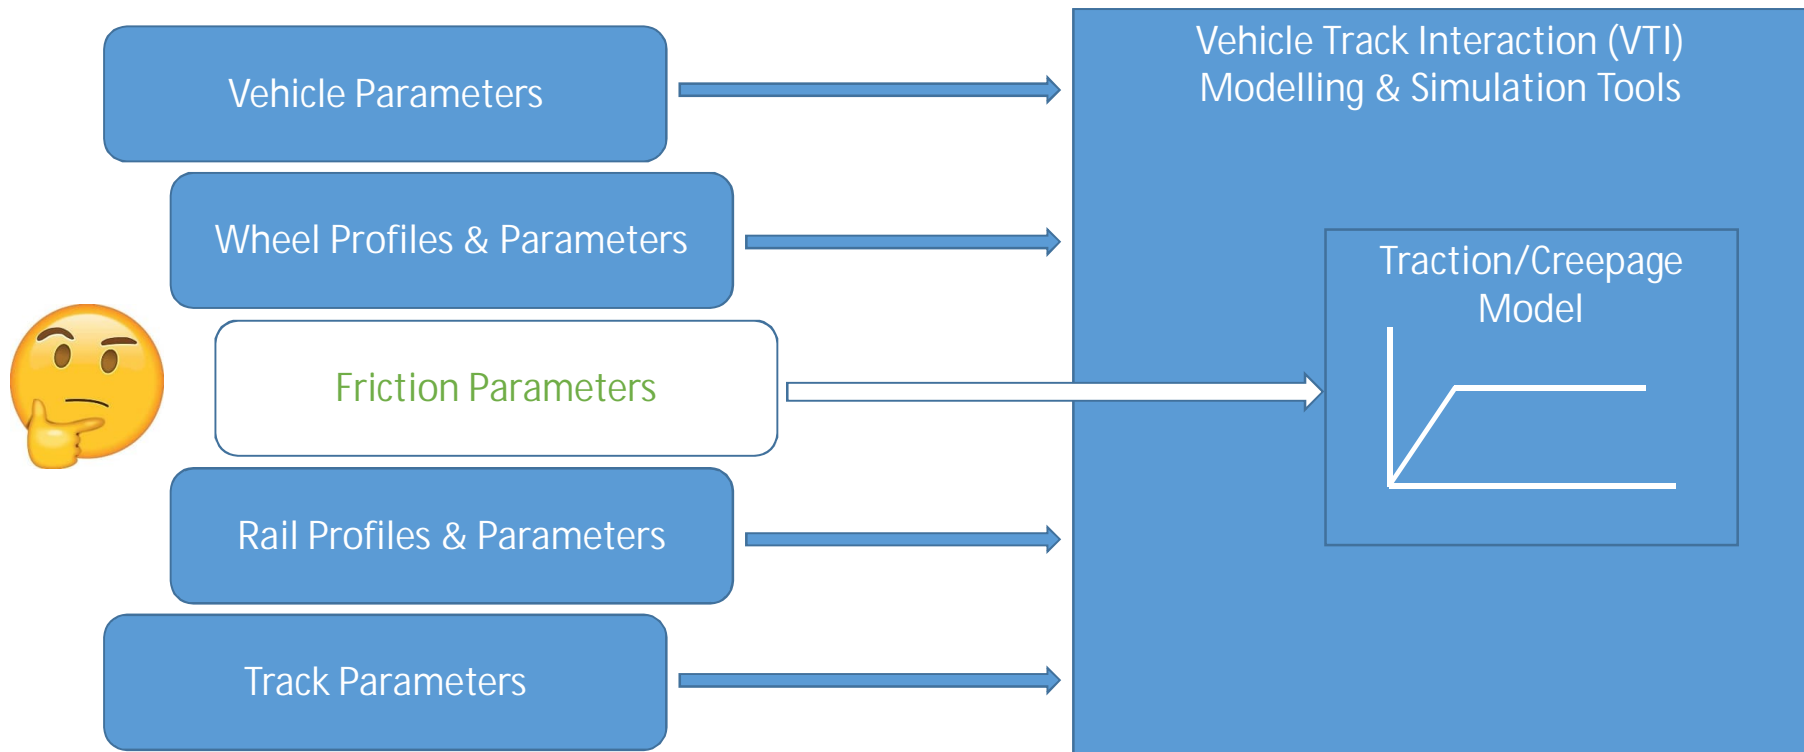 Vehicle Parameters
Wheel Profiles & Parameters
Friction Parameters
Rail Profiles & Parameters
Track Parameters
Vehicle Track Interaction (VTI)
Modelling & Simulation Tools
Traction/Creepage
Model